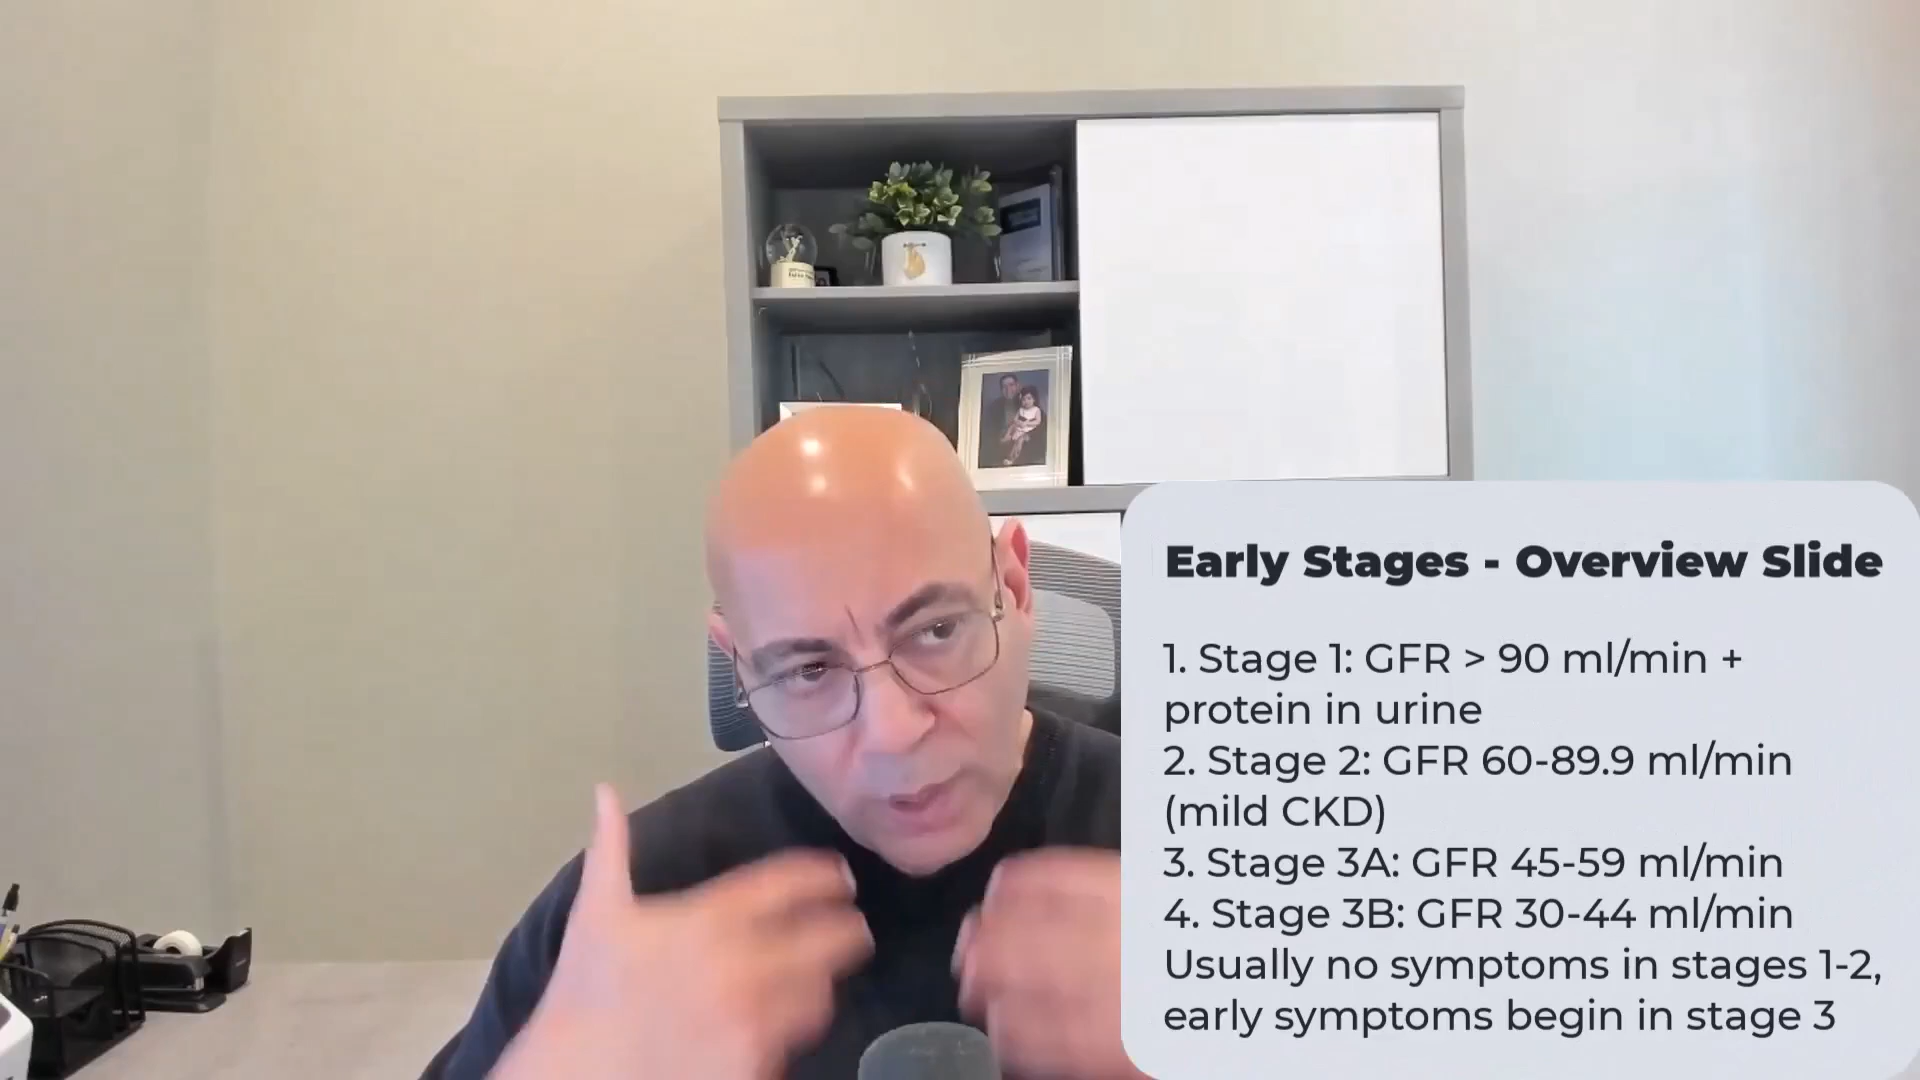 Early Stages - Overview Slide
1. Stage 1: GFR > 90 ml/min +
protein in urine
2. Stage 2: GFR 60-89.9 ml/min
(mild CKD)
3. Stage 3A: GFR 45-59 ml/min
4. Stage 3B: GFR 30-44 ml/min
Usually no symptoms in stages 1-2,
early symptoms begin in stage 3